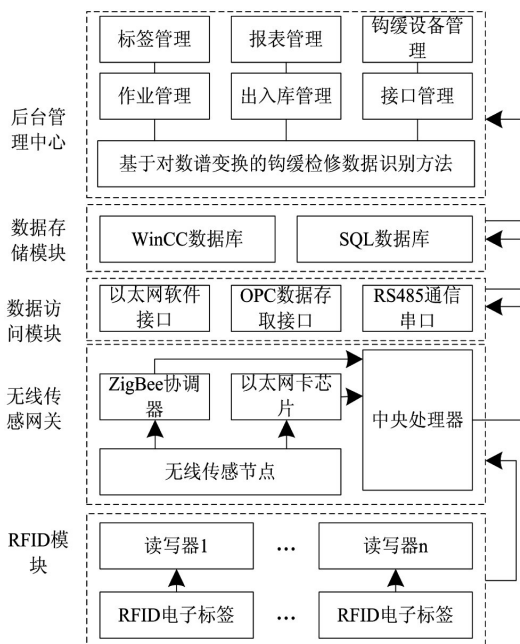 后台管
理中心
标签管理
报表管理
钩缓设备管
理
作业管理
出入库管理
接口管理
基于对数谱变换的钩缓检修数据识别方法
数据存
储模块
WinCC数据库
SQL数据库
数据访
问模块
以太网软件
接口
OPC数据存
取接口
RS485通信
串口
无线传
感网关
ZigBee协调
器
以太网卡芯
片
中央处理器
无线传感节点
RFID模
块
读写器1
...
读写器n
RFID电子标签
...
RFID电子标签